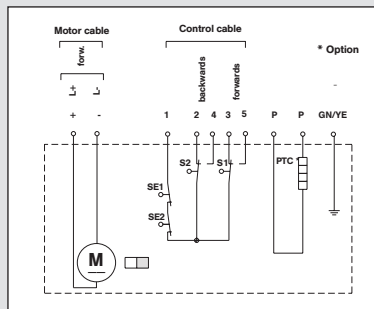 Motor cable Control cable
* Option
forw.
backwards
forwards
L+ L-
+ - 1 2 4 3 5 P P GN/YE
S2 S1 PTC *
SE1
SE2
M